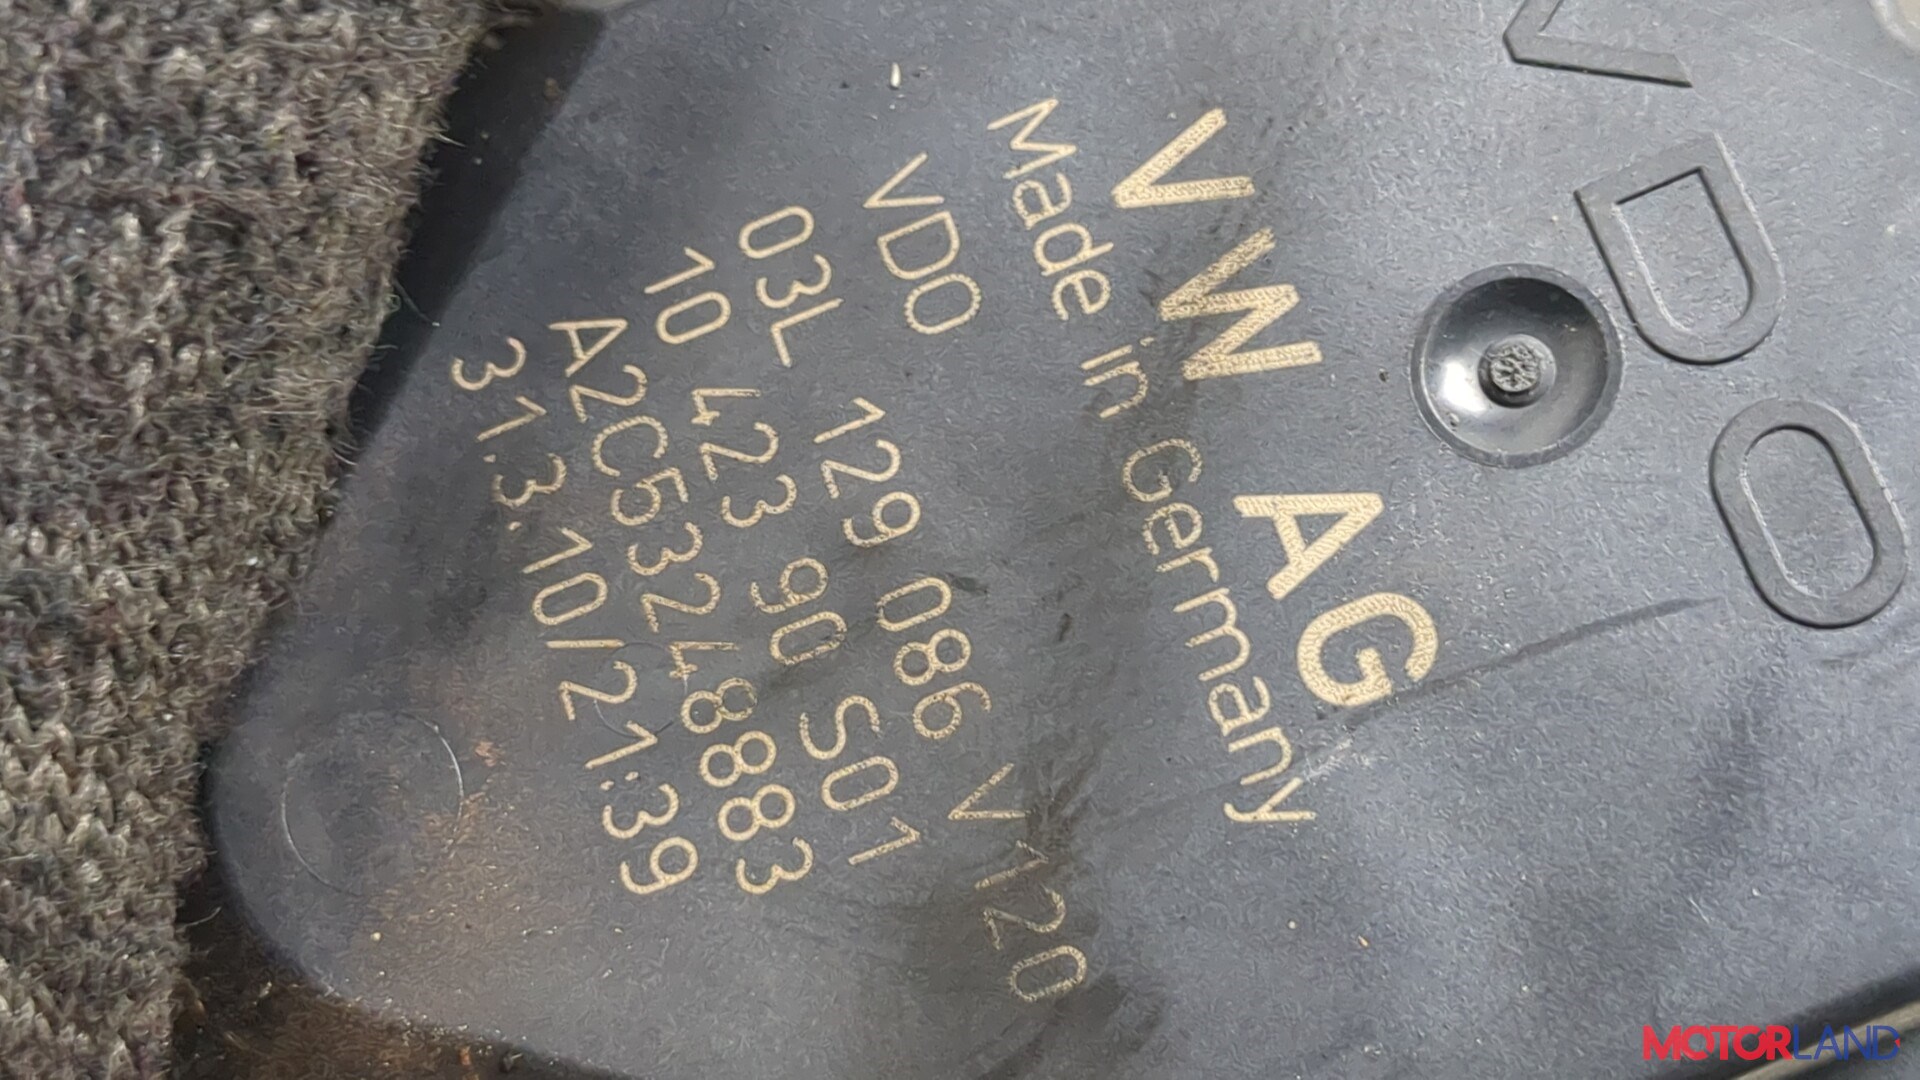 VDO
VW AG
Made in Germany
VDO
03L 129 086 V120
10 423 90 S01
A2C53248883
31.3.10/21:39
MOTORLAND